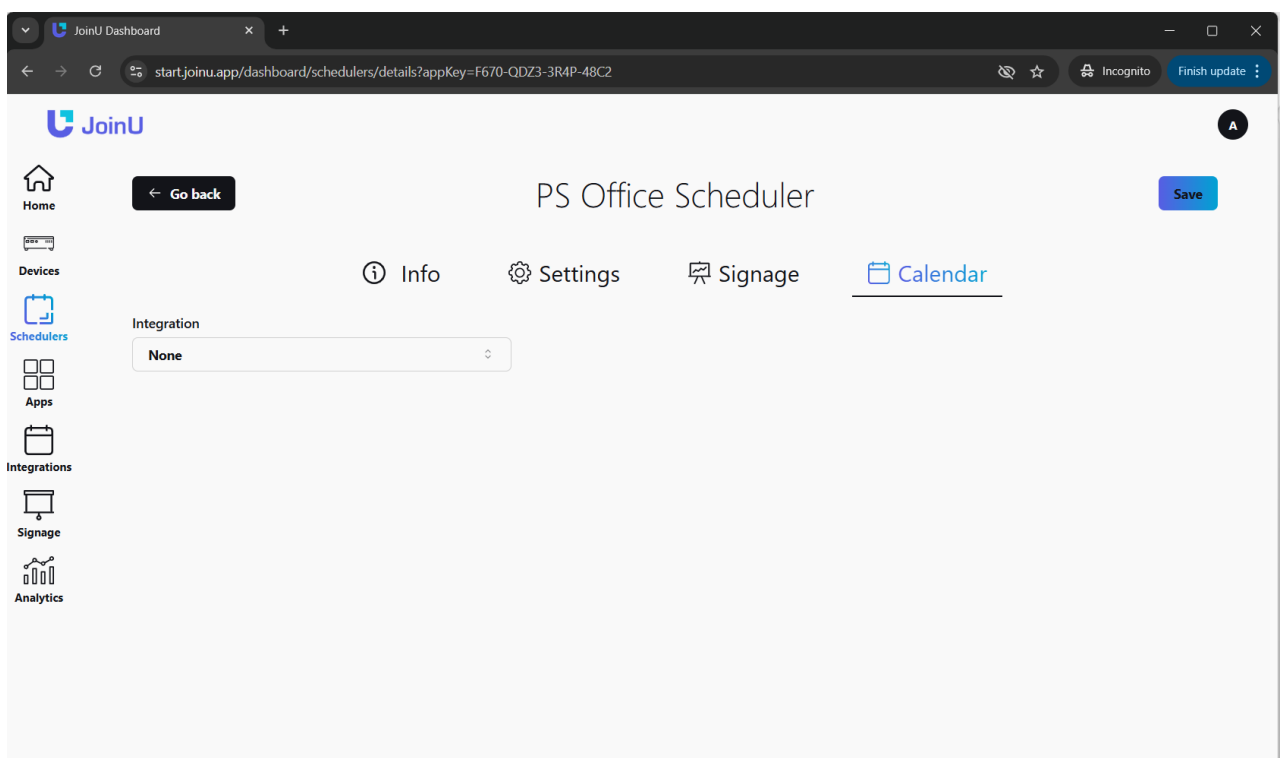 JoinU Dashboard
start.joinu.app/dashboard/schedulers/details?appKey=F670-QDZ3-3R4P-48C2
Incognito
Finish update
JoinU
A
Home
Devices
Schedulers
Apps
Integrations
Signage
Analytics
Go back
PS Office Scheduler
Save
Info
Settings
Signage
Calendar
Integration
None